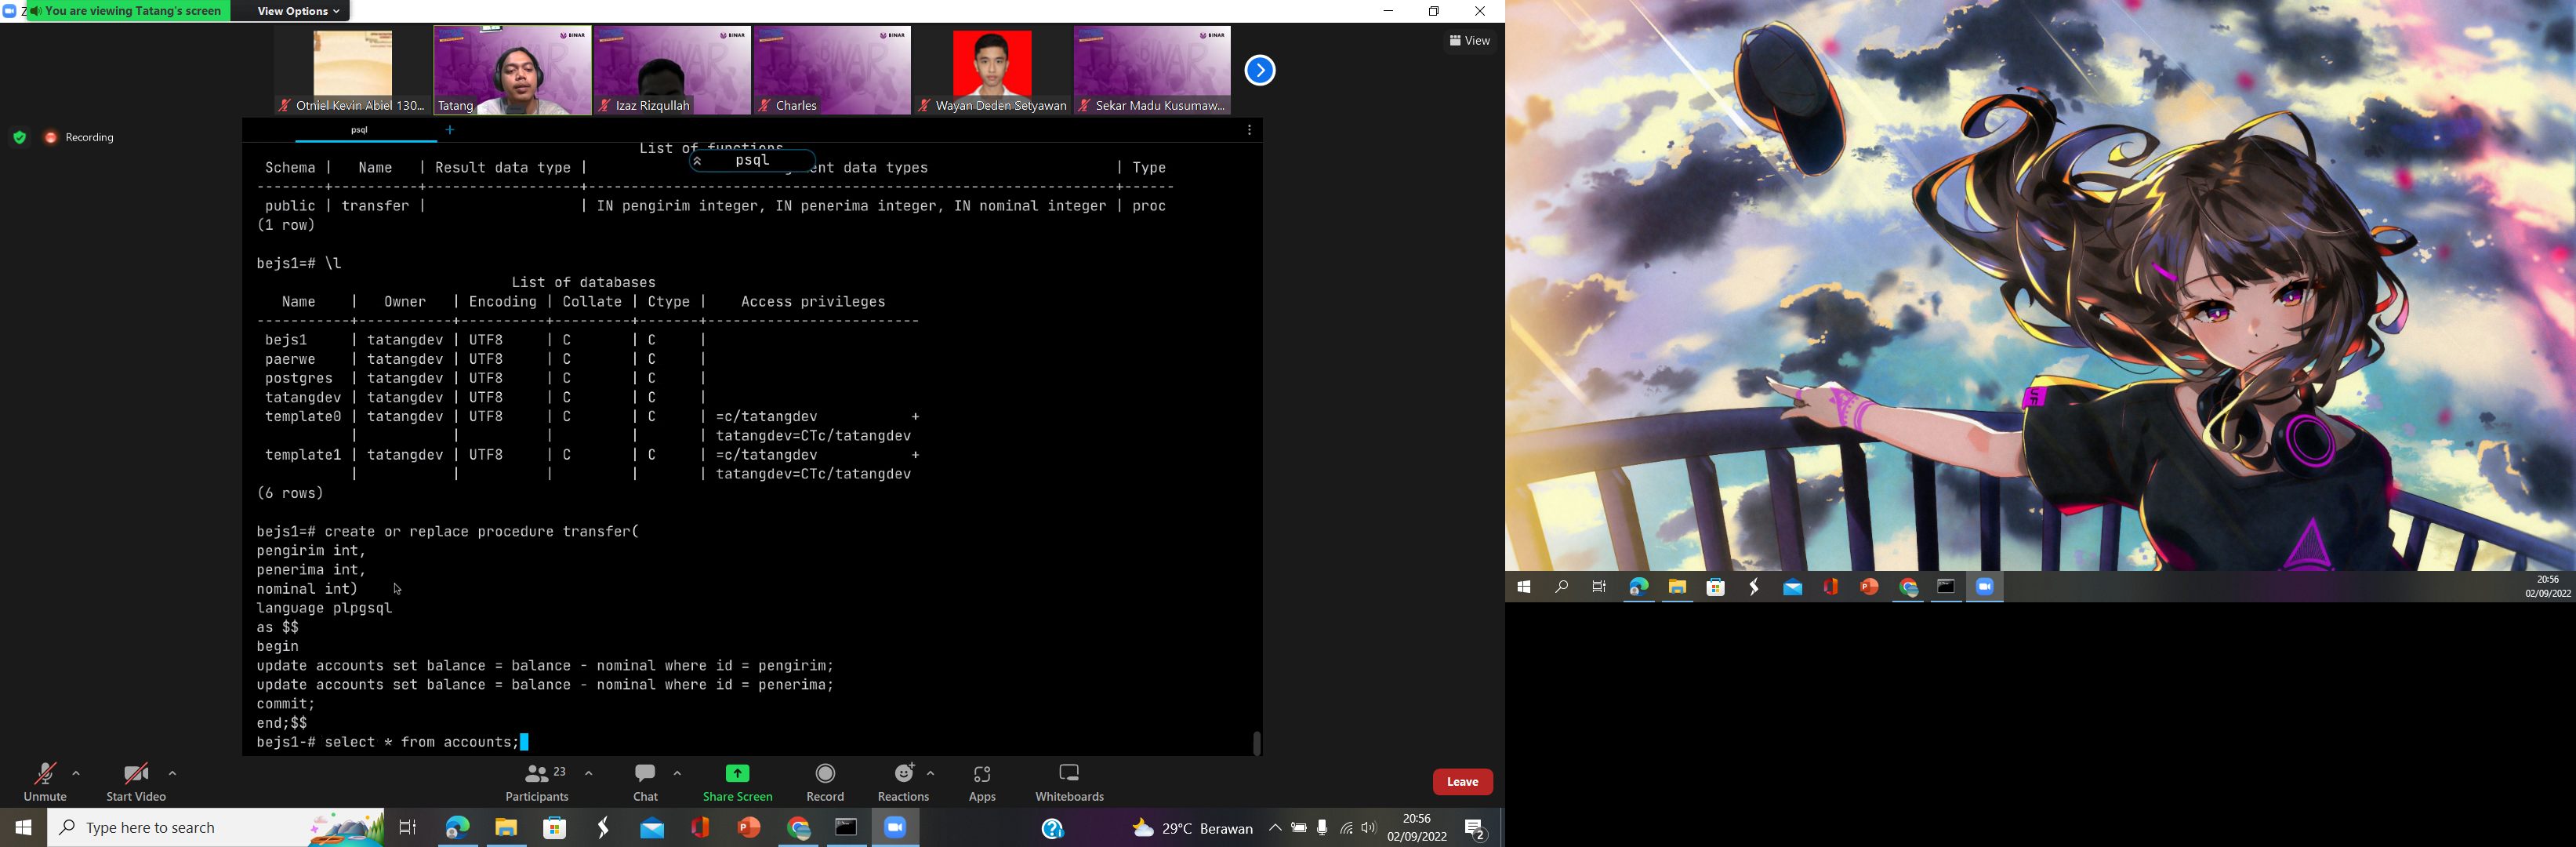 You are viewing Tatang's screen
View Options
View
BINAR
BINAR
BINAR
BINAR
Otniel Kevin Abiel 130...
Tatang
Izaz Rizqullah
Charles
Wayan Deden Setyawan
Sekar Madu Kusumaw...
Recording
psql
List of functions
psql
Schema | Name | Result data type | ent data types | Type
public | transfer | | IN pengirim integer, IN penerima integer, IN nominal integer | proc
(1 row)
bejs1=# \l
List of databases
Name | Owner | Encoding | Collate | Ctype | Access privileges
bejs1 | tatangdev | UTF8 | C | C |
paerwe | tatangdev | UTF8 | C | C |
postgres | tatangdev | UTF8 | C | C |
tatangdev | tatangdev | UTF8 | C | C |
template0 | tatangdev | UTF8 | C | C | =c/tatangdev +
| | | | | tatangdev=CTc/tatangdev
template1 | tatangdev | UTF8 | C | C | =c/tatangdev +
| | | | | tatangdev=CTc/tatangdev
(6 rows)
bejs1=# create or replace procedure transfer(
pengirim int,
penerima int,
nominal int)
language plpgsql
as $$
begin
update accounts set balance = balance - nominal where id = pengirim;
update accounts set balance = balance - nominal where id = penerima;
commit;
end;$$
bejs1-# select * from accounts;
Unmute
Start Video
Participants
23
Chat
Share Screen
Record
Reactions
Apps
Whiteboards
Leave
Type here to search
29°C Berawan
20:56
02/09/2022
2
20:56
02/09/2022